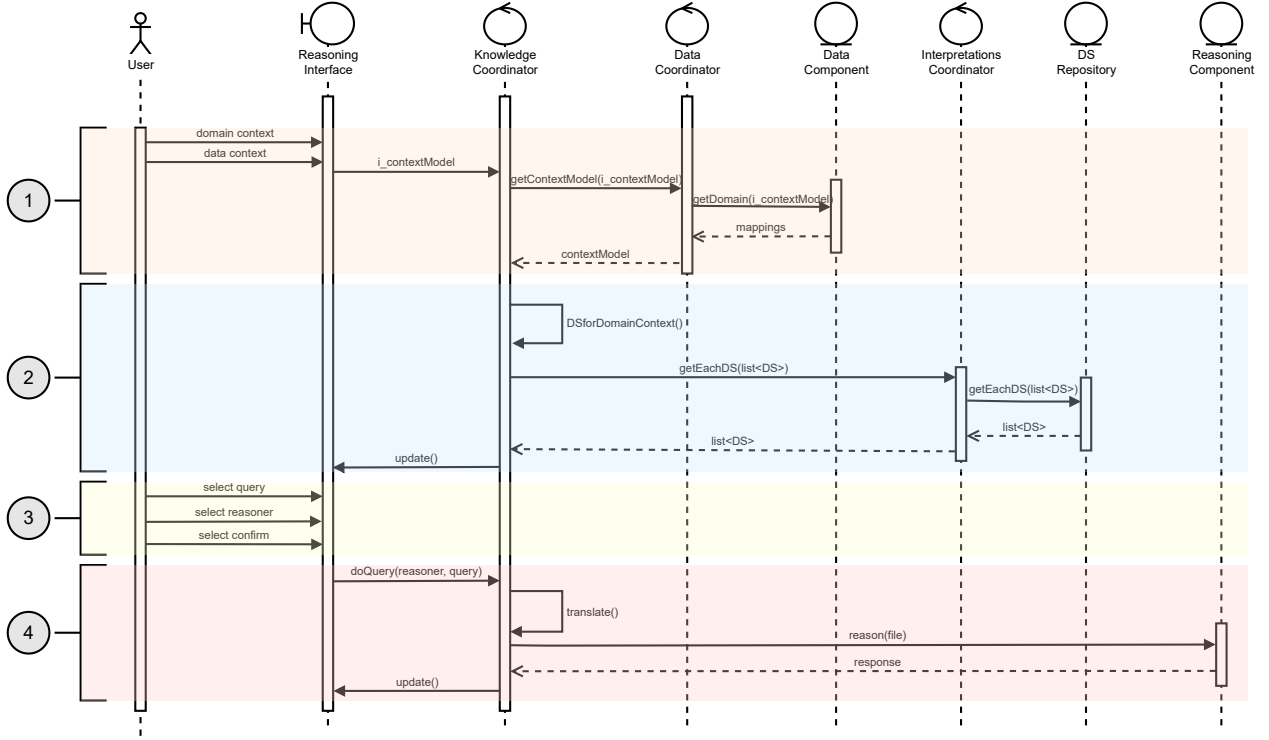 User
Reasoning
Interface
Knowledge
Coordinator
Data
Coordinator
Data
Component
Interpretations
Coordinator
DS
Repository
Reasoning
Component
1
domain context
data context
i_contextModel
getContextModel(i_contextModel)
getDomain(i_contextModel)
mappings
contextModel
2
DSforDomainContext()
getEachDS(list<DS>)
getEachDS(list<DS>)
list<DS>
list<DS>
update()
3
select query
select reasoner
select confirm
4
doQuery(reasoner, query)
translate()
reason(file)
response
update()